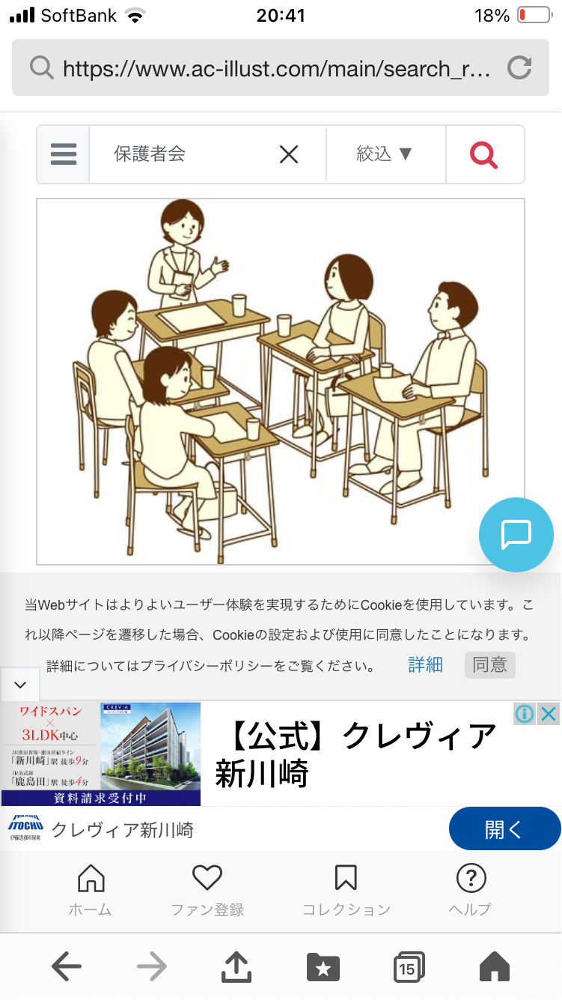 SoftBank 20:41 18%
https://www.ac-illust.com/main/search_r…
保護者会 絞込 ▼
当Webサイトはよりよいユーザー体験を実現するためにCookieを使用しています。こ
れ以降ページを遷移した場合、Cookieの設定および使用に同意したことになります。
詳細についてはプライバシーポリシーをご覧ください。 詳細 同意
ワイドスパン
×
3LDK中心
JR横須賀線・湘南新宿ライン
「新川崎」駅 徒歩9分
JR南武線
「鹿島田」駅 徒歩4分
資料請求受付中
CREVIA
【公式】クレヴィア
新川崎
ITOCHU
伊藤忠都市開発
クレヴィア新川崎
開く
ホーム ファン登録 コレクション ヘルプ
15